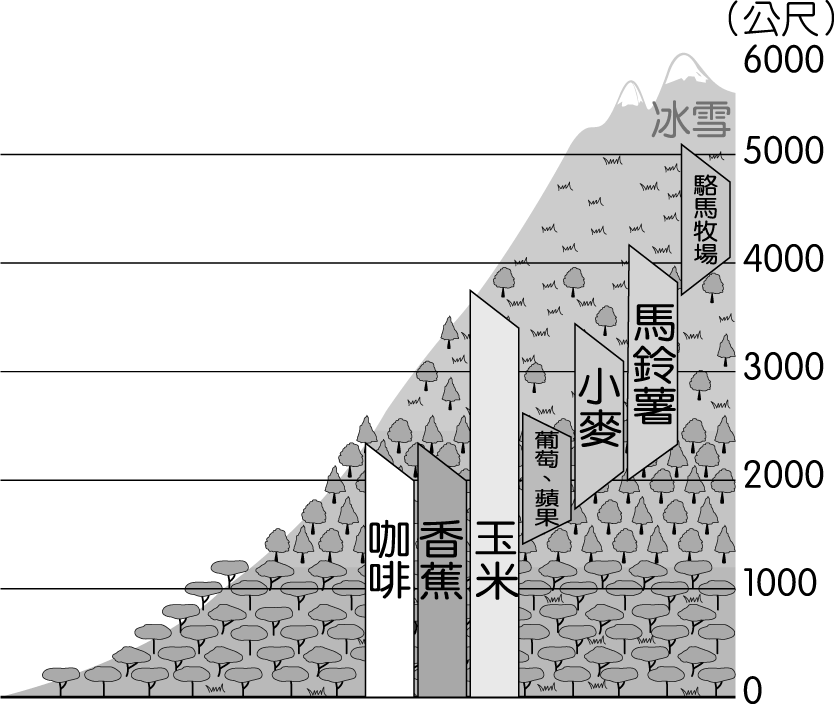 （公尺）
6000
冰雪
5000
駱馬牧場
4000
馬鈴薯
3000
小麥
葡萄、蘋果
2000
咖啡
香蕉
玉米
1000
0